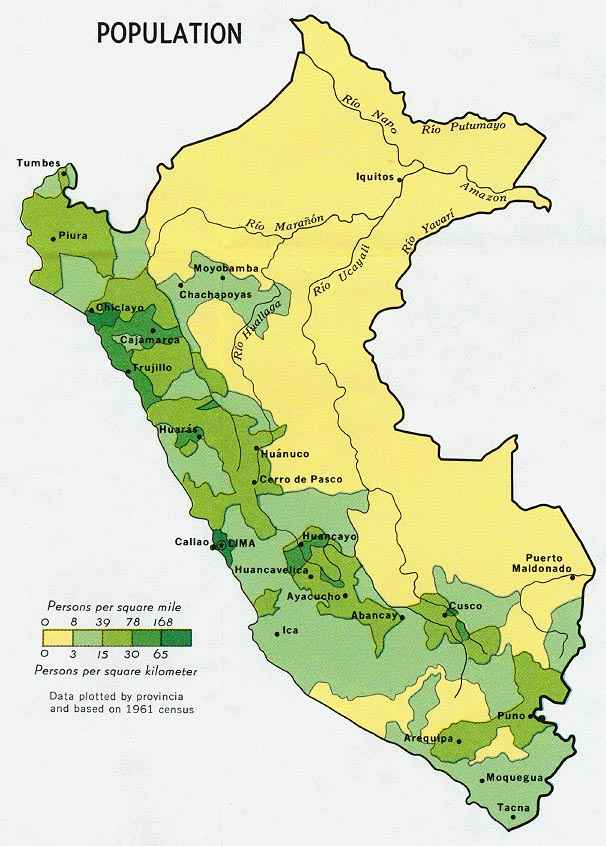 POPULATION
Río Napo
Río Putumayo
Tumbes
Iquitos
Amazon
Río Marañón
Río Yavarí
Piura
Río Ucayali
Moyobamba
Chachapoyas
Río Huallaga
Chiclayo
Cajamarca
Trujillo
Huarás
Huánuco
Cerro de Pasco
Callao
LIMA
Huancayo
Puerto
Maldonado
Huancavelica
Ayacucho
Abancay
Cusco
Ica
Persons per square mile
0 8 39 78 168
0 3 15 30 65
Persons per square kilometer
Data plotted by provincia
and based on 1961 census
Puno
Arequipa
Moquegua
Tacna